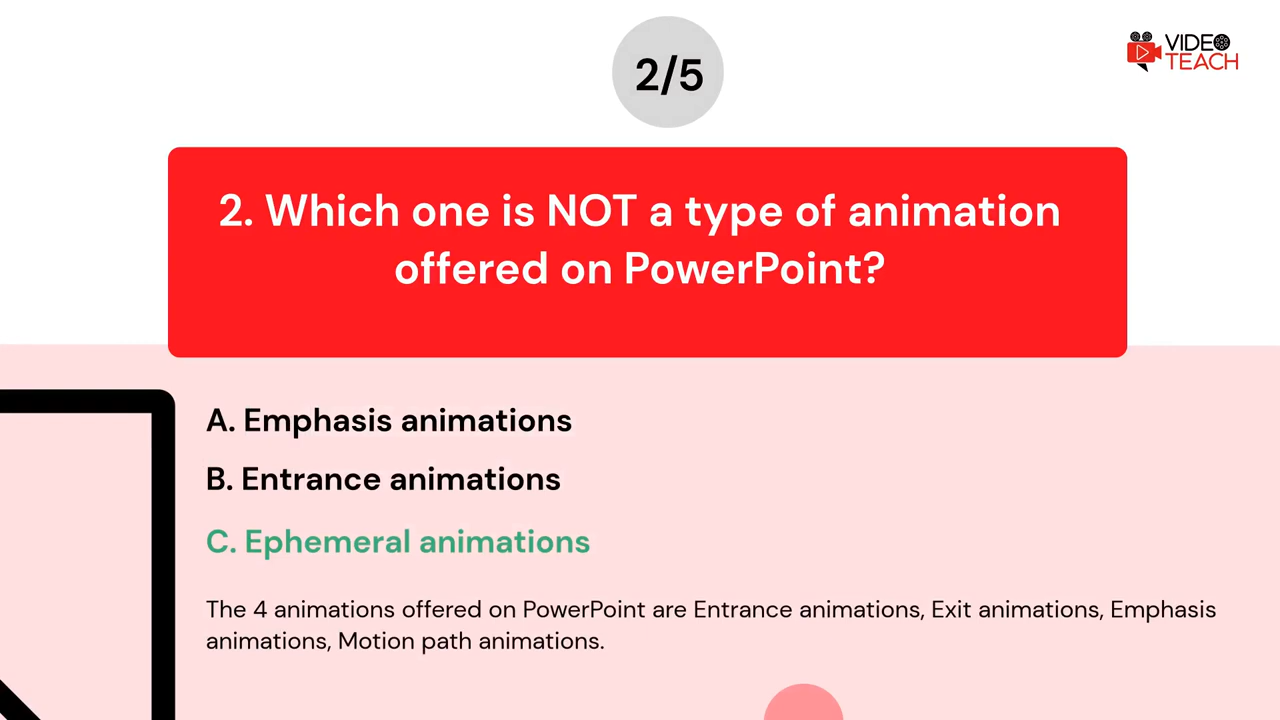 2/5
VIDEO
TEACH
2. Which one is NOT a type of animation
offered on PowerPoint?
A. Emphasis animations
B. Entrance animations
C. Ephemeral animations
The 4 animations offered on PowerPoint are Entrance animations, Exit animations, Emphasis
animations, Motion path animations.